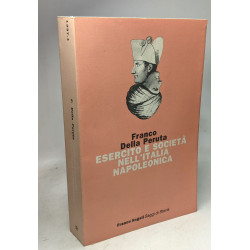 Franco
Della Peruta
ESERCITO E SOCIETÀ
NELL'ITALIA
NAPOLEONICA
Franco Angeli Saggi di Storia